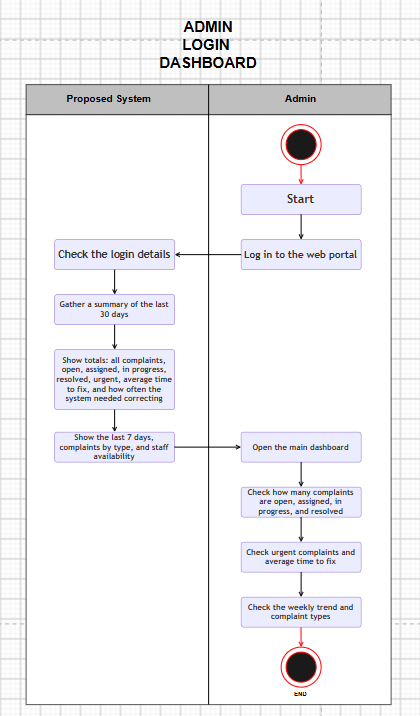 ADMIN
LOGIN
DASHBOARD
Proposed System
Admin
Start
Log in to the web portal
Check the login details
Gather a summary of the last
30 days
Show totals: all complaints,
open, assigned, in progress,
resolved, urgent, average time
to fix, and how often the
system needed correcting
Show the last 7 days,
complaints by type, and staff
availability
Open the main dashboard
Check how many complaints
are open, assigned, in
progress, and resolved
Check urgent complaints and
average time to fix
Check the weekly trend and
complaint types
END